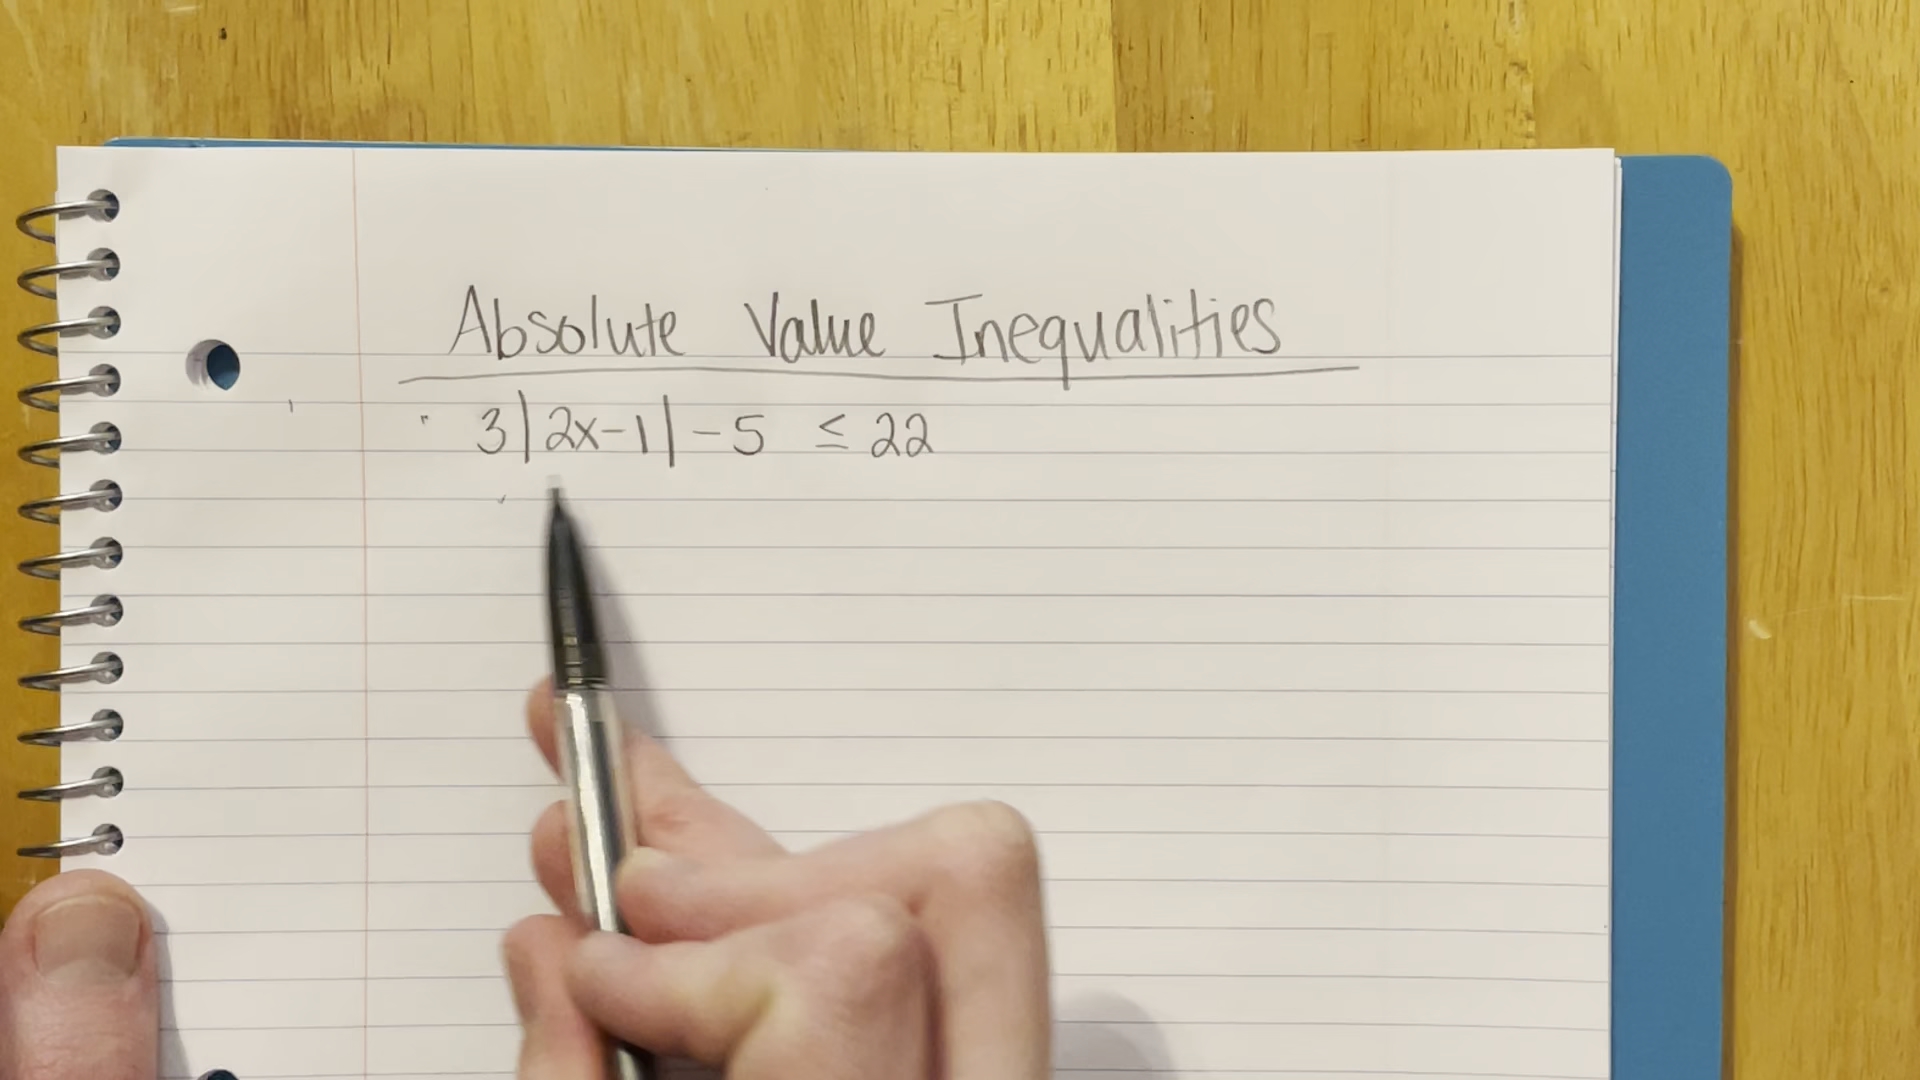 Absolute Value Inequalities
3|2x-1| - 5 ≤ 22